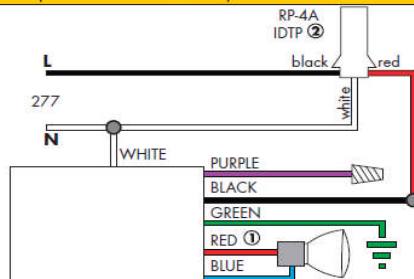 RP-4A
IDTP ②
L
black
red
277
white
N
WHITE
PURPLE
BLACK
GREEN
RED ①
BLUE